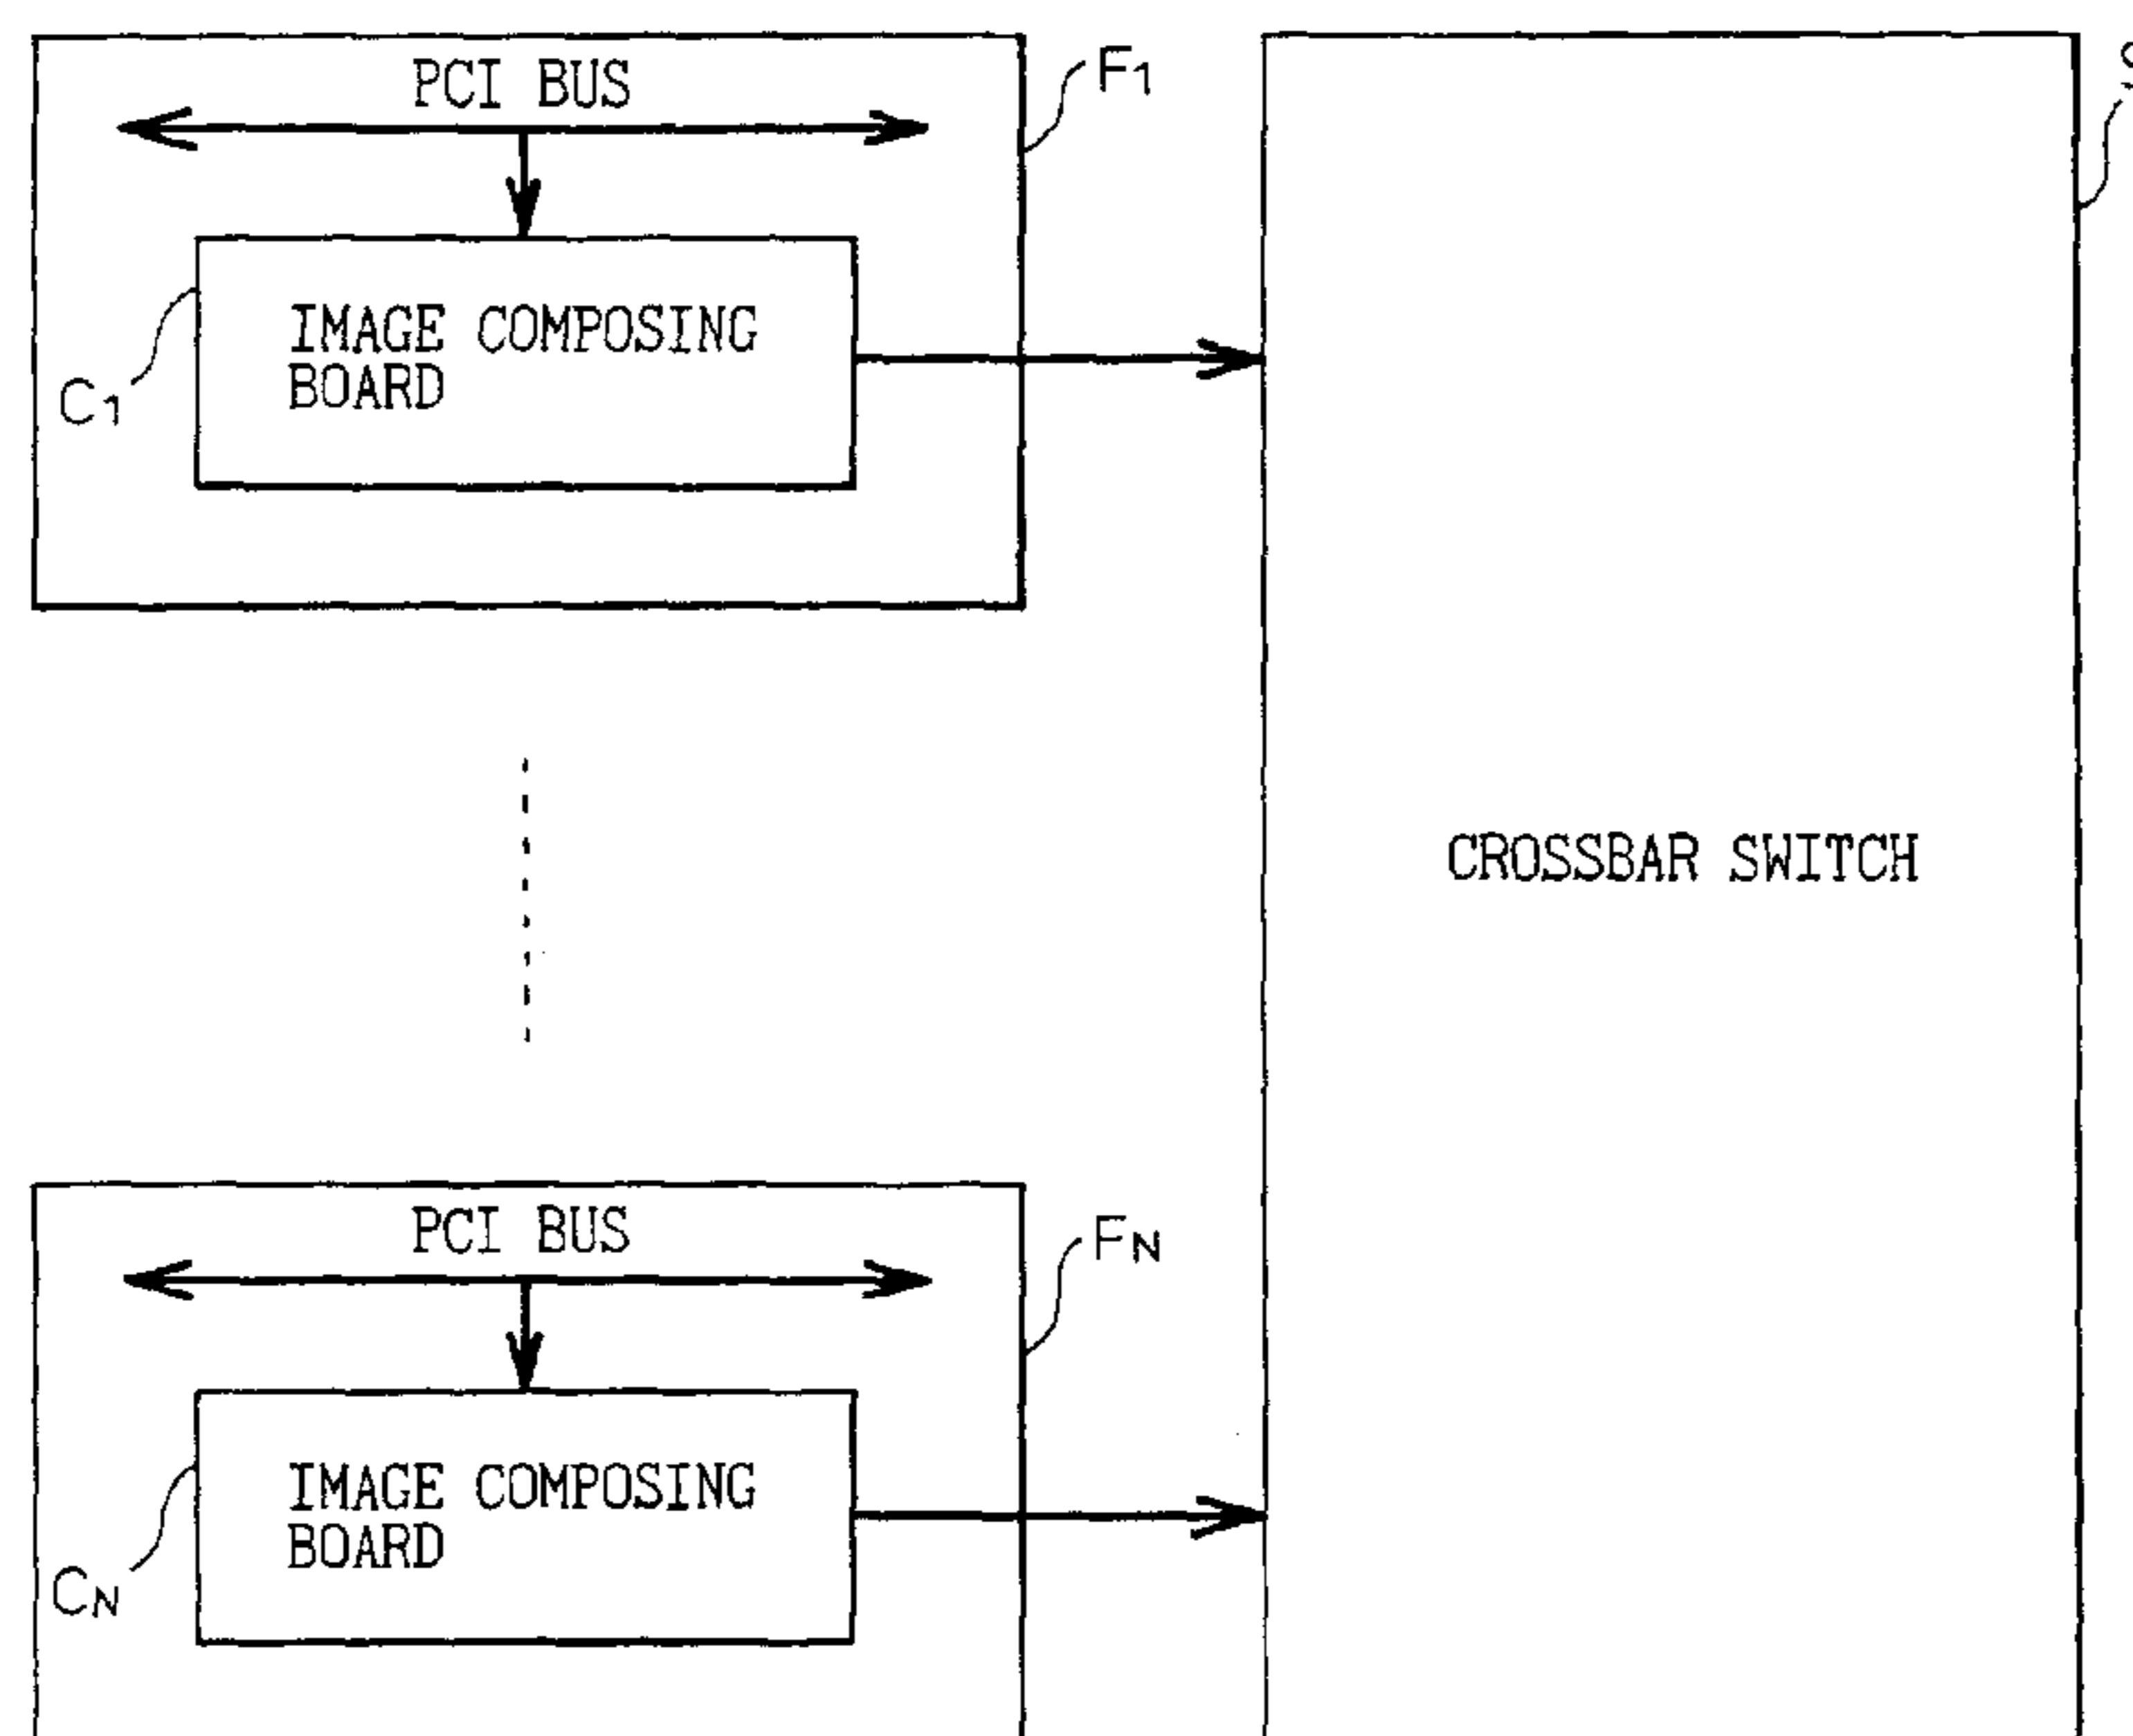 PCI BUS
F1
IMAGE COMPOSING
BOARD
C1
CROSSBAR SWITCH
PCI BUS
FN
IMAGE COMPOSING
BOARD
CN